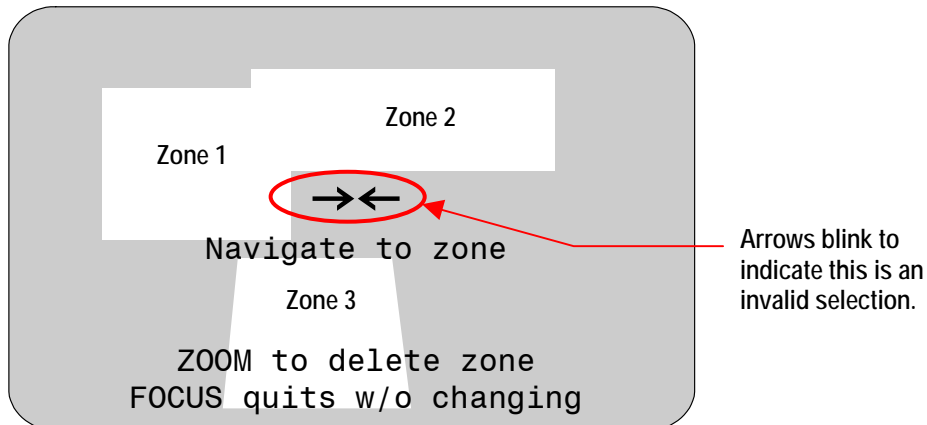 Zone 2
Zone 1
→←
Navigate to zone
Zone 3
ZOOM to delete zone
FOCUS quits w/o changing
Arrows blink to
indicate this is an
invalid selection.